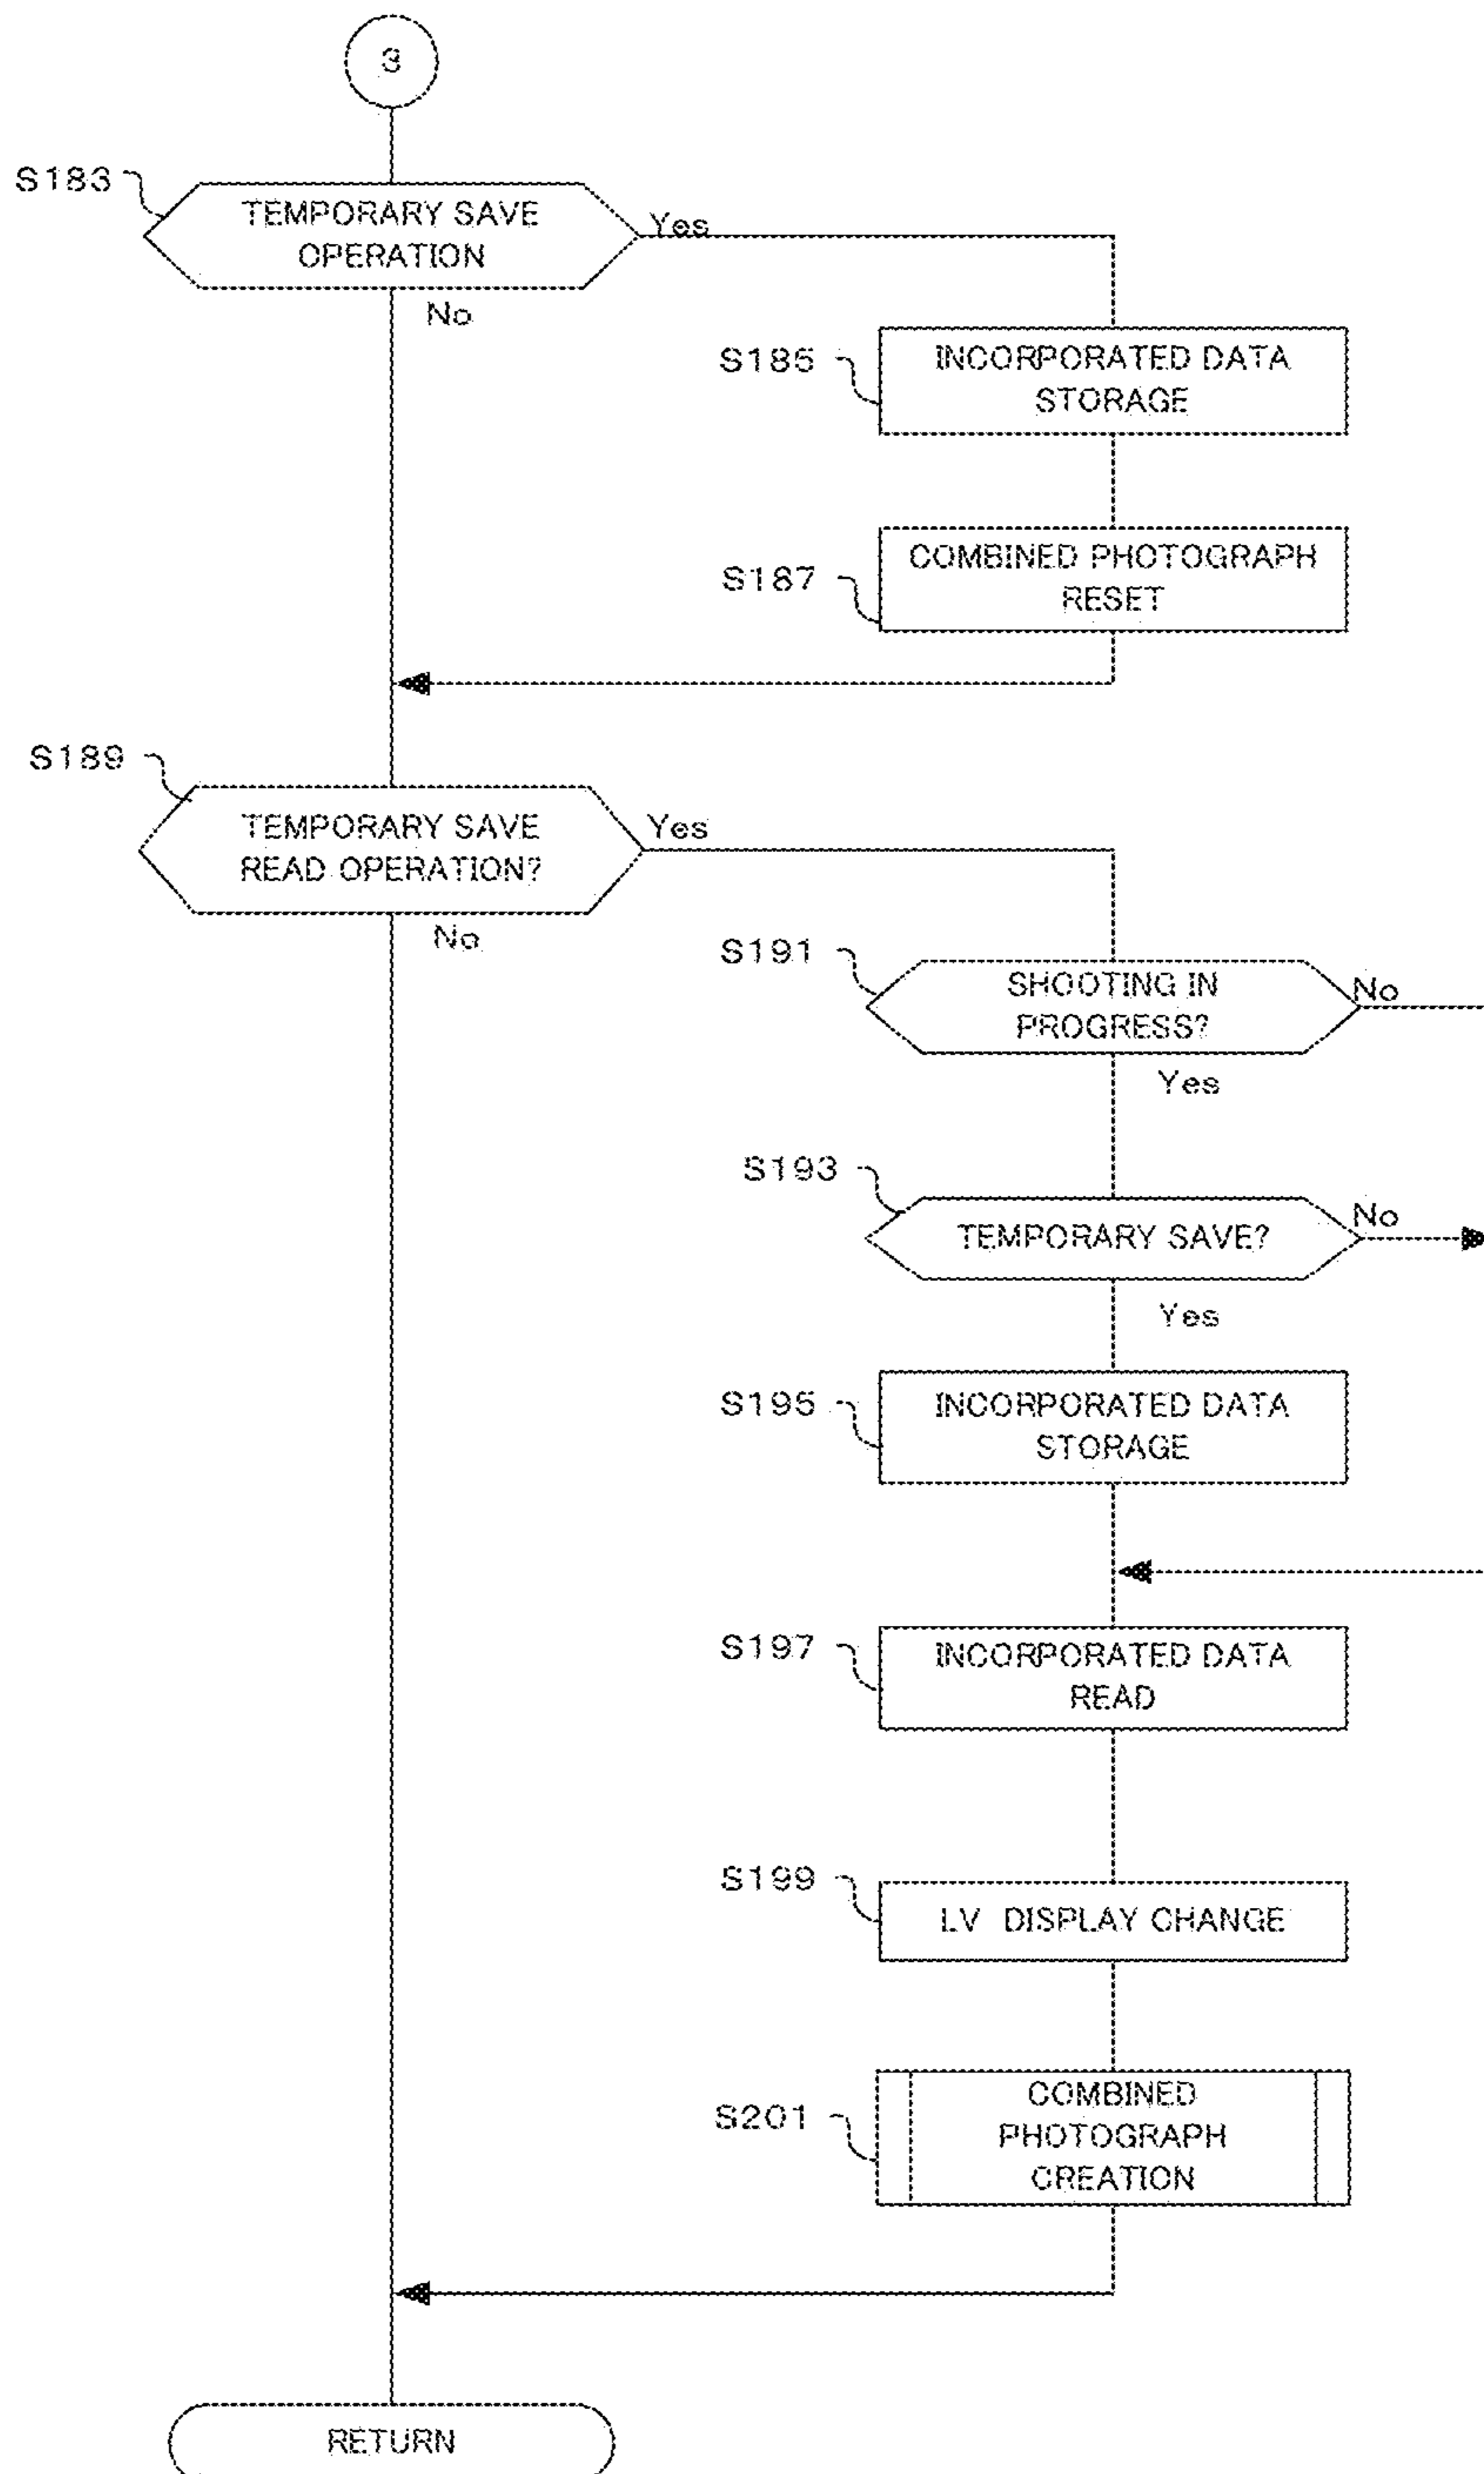 3
S183
TEMPORARY SAVE
OPERATION
Yes
No
S185
INCORPORATED DATA
STORAGE
S187
COMBINED PHOTOGRAPH
RESET
S189
TEMPORARY SAVE
READ OPERATION?
Yes
No
S191
SHOOTING IN
PROGRESS?
No
Yes
S193
TEMPORARY SAVE?
No
Yes
S195
INCORPORATED DATA
STORAGE
S197
INCORPORATED DATA
READ
S199
LV DISPLAY CHANGE
S201
COMBINED
PHOTOGRAPH
CREATION
RETURN